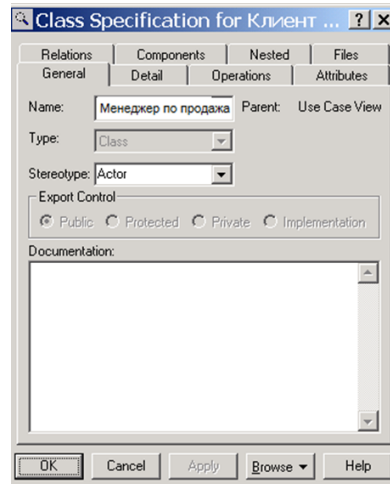 Class Specification for Клиент ...
Relations Components Nested Files
General Detail Operations Attributes
Name: Менеджер по продажа Parent: Use Case View
Type: Class
Stereotype: Actor
Export Control
Public Protected Private Implementation
Documentation:
OK Cancel Apply Browse Help